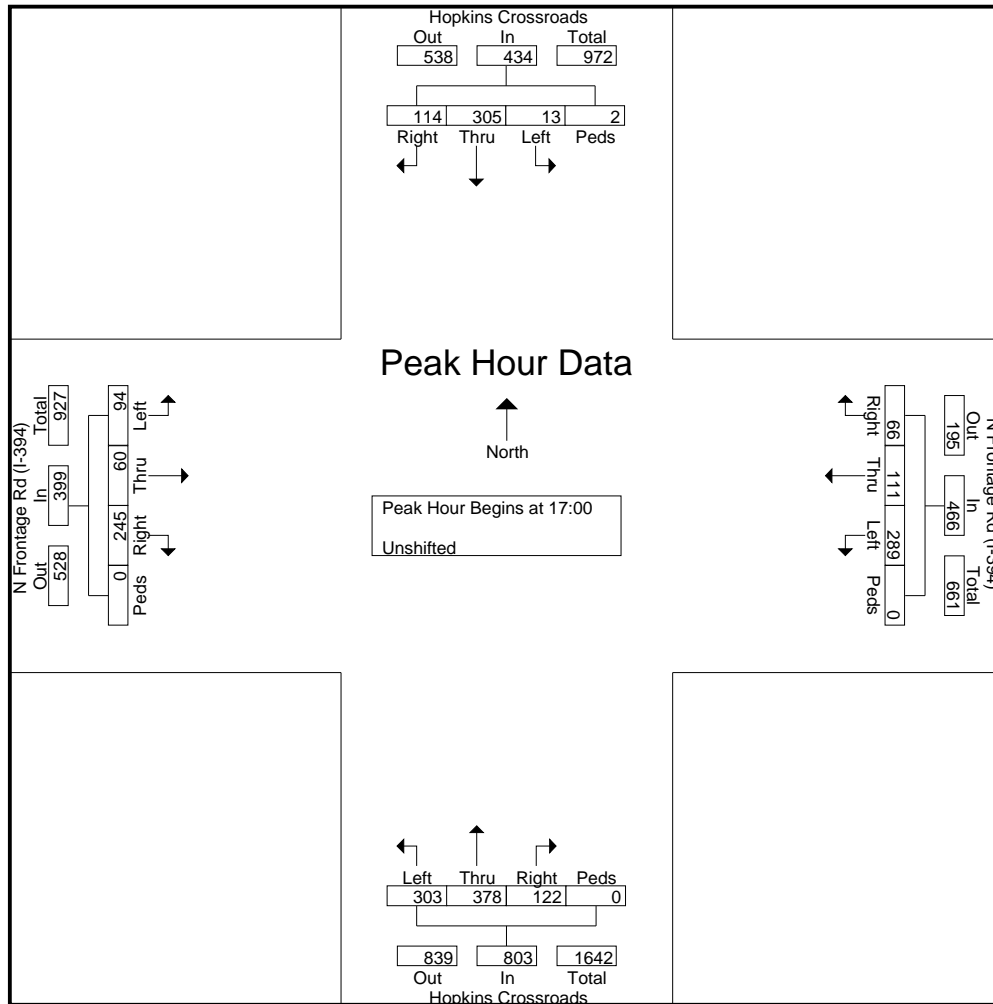 Hopkins Crossroads
Out In Total
538 434 972
114 305 13 2
Right Thru Left Peds
Peak Hour Data
North
Peak Hour Begins at 17:00
Unshifted
N Frontage Rd (I-394)
Total In Out
927 399 528
94 60 245 0
Left Thru Right Peds
Right Thru Left Peds
66 111 289 0
195 466 661
Out In Total
N Frontage Rd (I-394)
Left Thru Right Peds
303 378 122 0
839 803 1642
Out In Total
Hopkins Crossroads